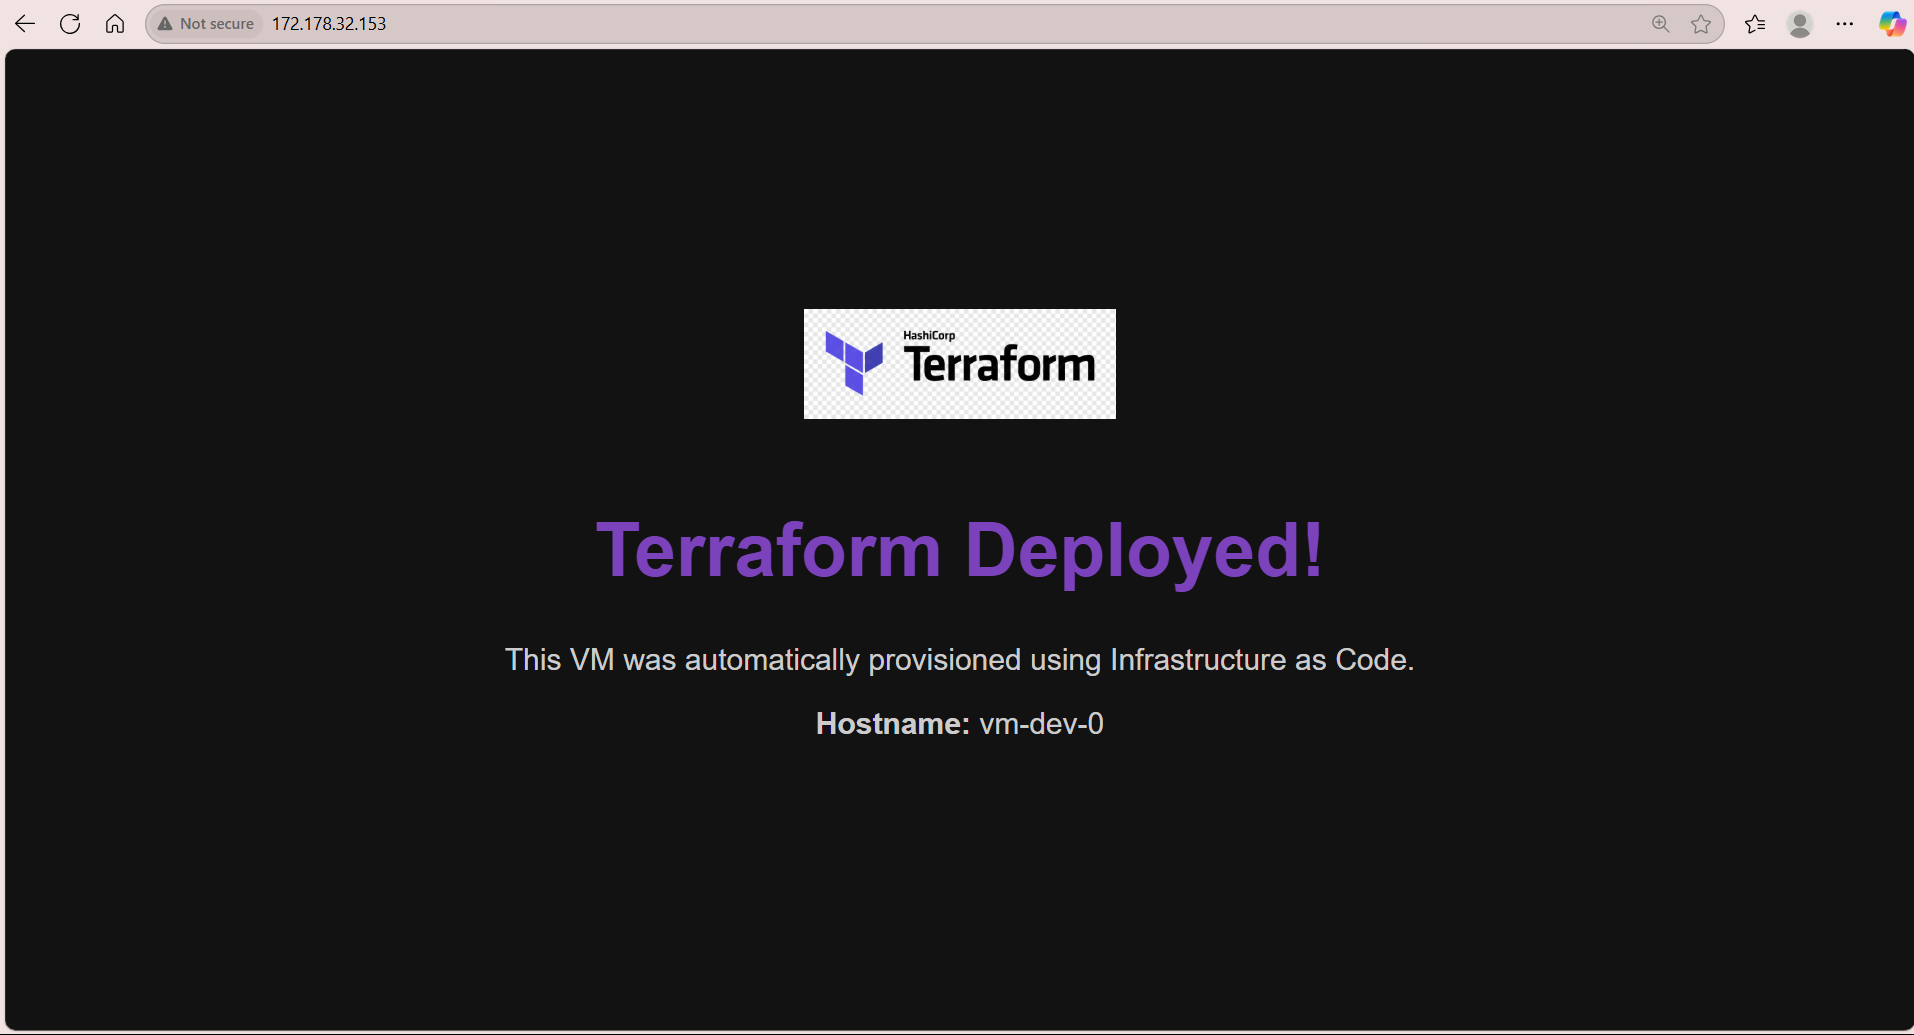 Not secure 172.178.32.153
HashiCorp
Terraform
Terraform Deployed!
This VM was automatically provisioned using Infrastructure as Code.
Hostname: vm-dev-0